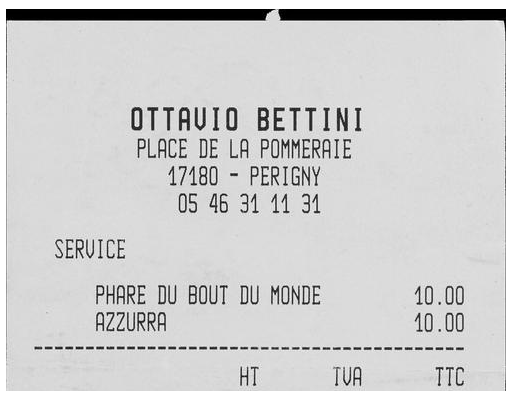 OTTAVIO BETTINI
PLACE DE LA POMMERAIE
17180 - PERIGNY
05 46 31 11 31
SERVICE
PHARE DU BOUT DU MONDE 10.00
AZZURRA 10.00
HT TVA TTC